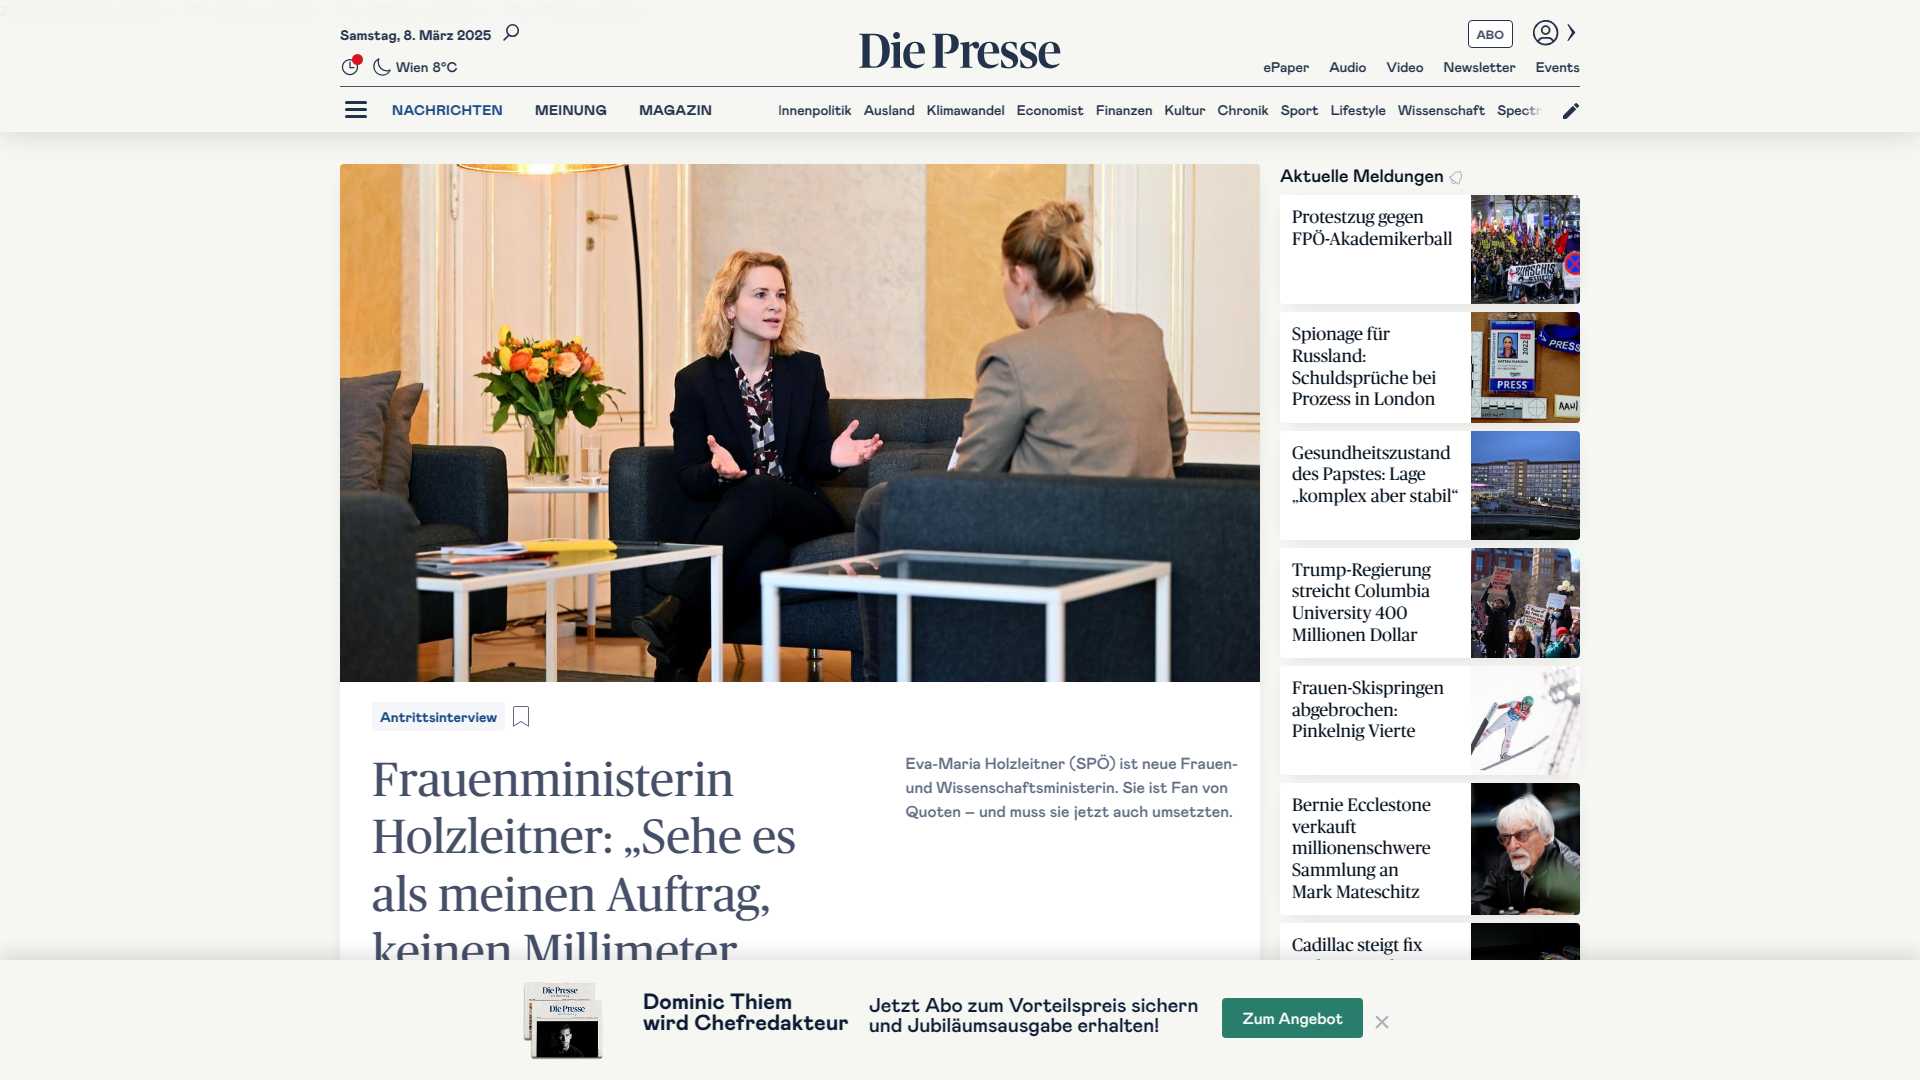 Samstag, 8. März 2025
Wien 8°C
Die Presse
ABO
ePaper Audio Video Newsletter Events
NACHRICHTEN MEINUNG MAGAZIN
Innenpolitik Ausland Klimawandel Economist Finanzen Kultur Chronik Sport Lifestyle Wissenschaft Spectr
Antrittsinterview
Frauenministerin
Holzleitner: „Sehe es
als meinen Auftrag,
keinen Millimeter
Eva-Maria Holzleitner (SPÖ) ist neue Frauen-
und Wissenschaftsministerin. Sie ist Fan von
Quoten – und muss sie jetzt auch umsetzten.
Aktuelle Meldungen
Protestzug gegen
FPÖ-Akademikerball
Spionage für
Russland:
Schuldsprüche bei
Prozess in London
PRESS
PRESS
2022
Gesundheitszustand
des Papstes: Lage
„komplex aber stabil“
Trump-Regierung
streicht Columbia
University 400
Millionen Dollar
Frauen-Skispringen
abgebrochen:
Pinkelnig Vierte
Bernie Ecclestone
verkauft
millionenschwere
Sammlung an
Mark Mateschitz
Cadillac steigt fix
Die Presse
Die Presse
Dominic Thiem
wird Chefredakteur
Jetzt Abo zum Vorteilspreis sichern
und Jubiläumsausgabe erhalten!
Zum Angebot